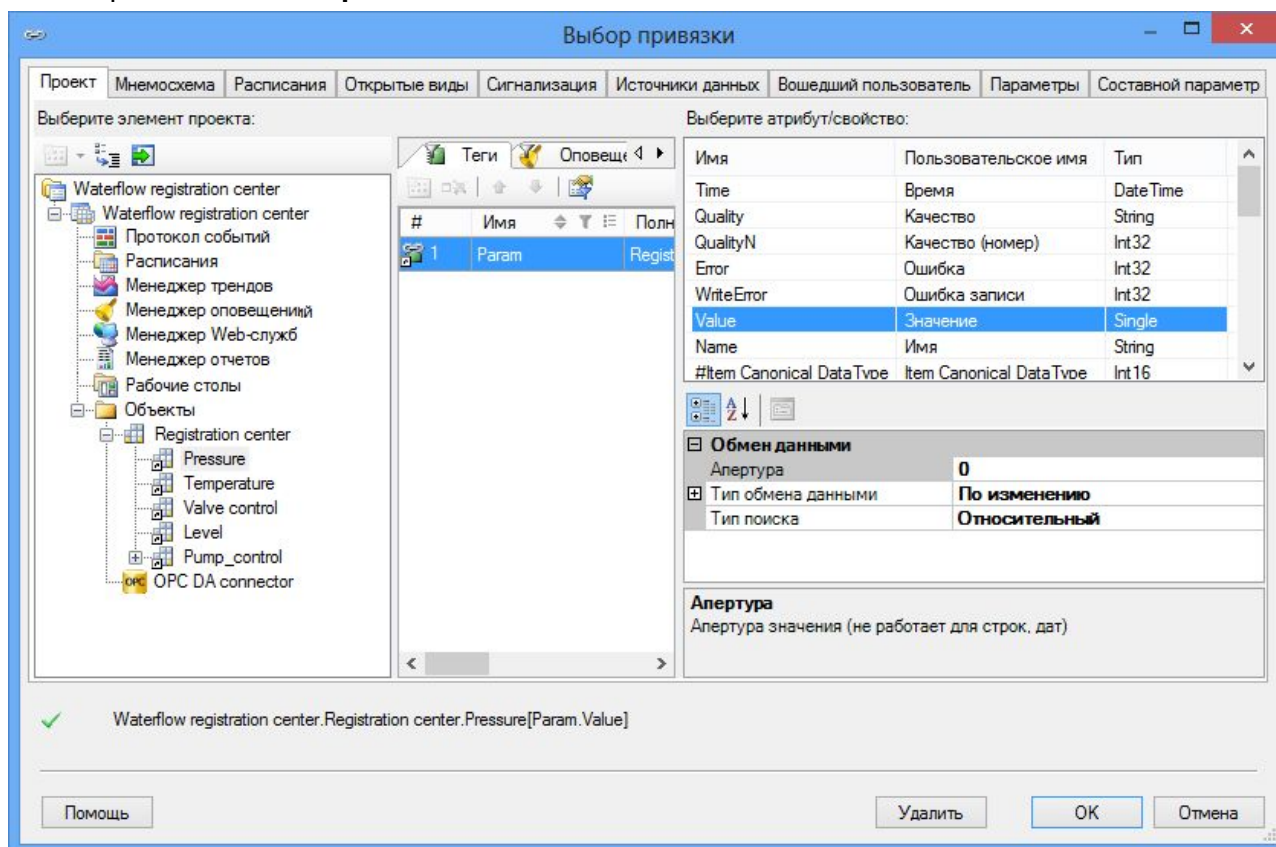 Выбор привязки
Проект Мнемосхема Расписания Открытые виды Сигнализация Источники данных Вошедший пользователь Параметры Составной параметр
Выберите элемент проекта:
Waterflow registration center
Waterflow registration center
Протокол событий
Расписания
Менеджер трендов
Менеджер оповещений
Менеджер Web-служб
Менеджер отчетов
Рабочие столы
Объекты
Registration center
Pressure
Temperature
Valve control
Level
Pump_control
OPC DA connector
Теги Оповеще
# Имя Полн
1 Param Regist
Выберите атрибут/свойство:
Имя Пользовательское имя Тип
Time Время DateTime
Quality Качество String
QualityN Качество (номер) Int32
Error Ошибка Int32
WriteError Ошибка записи Int32
Value Значение Single
Name Имя String
#Item Canonical DataType Item Canonical DataType Int16
Обмен данными
Апертура 0
Тип обмена данными По изменению
Тип поиска Относительный
Апертура
Апертура значения (не работает для строк, дат)
Waterflow registration center.Registration center.Pressure[Param.Value]
Помощь Удалить OK Отмена